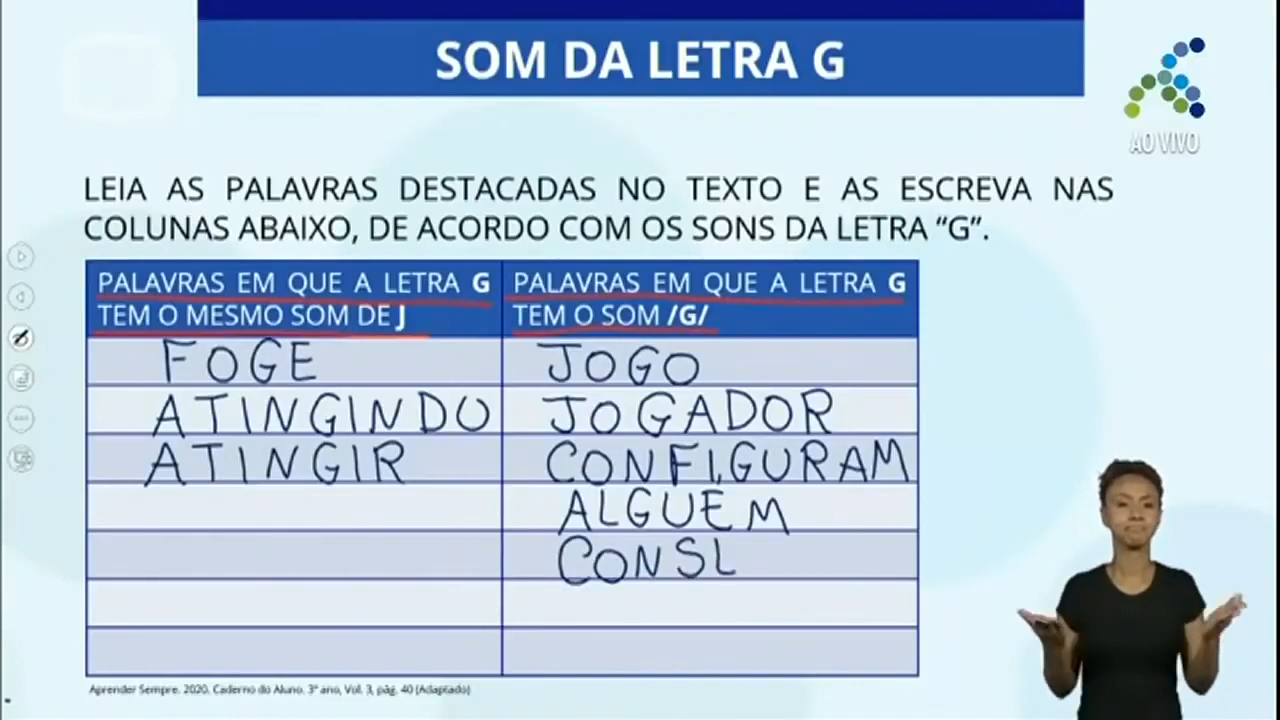 SOM DA LETRA G
AO VIVO
LEIA AS PALAVRAS DESTACADAS NO TEXTO E AS ESCREVA NAS
COLUNAS ABAIXO, DE ACORDO COM OS SONS DA LETRA “G”.
PALAVRAS EM QUE A LETRA G
TEM O MESMO SOM DE J
PALAVRAS EM QUE A LETRA G
TEM O SOM /G/
FOGE
JOGO
ATINGINDO
JOGADOR
ATINGIR
CONFIGURAM
ALGUEM
CONSL
Aprender Sempre. 2020. Caderno do Aluno. 3º ano, Vol. 3, pág. 40 (Adaptado)